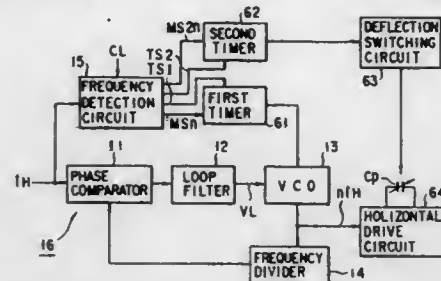 MS2n
62
SECOND
TIMER
DEFLECTION
SWITCHING
CIRCUIT
63
CL
TS2
TS1
15
FREQUENCY
DETECTION
CIRCUIT
MSn
FIRST
TIMER
61
11
12
13
fH
PHASE
COMPARATOR
LOOP
FILTER
VL
VCO
nfH
Cp
64
HOLIZONTAL
DRIVE
CIRCUIT
16
FREQUENCY
DIVIDER
14